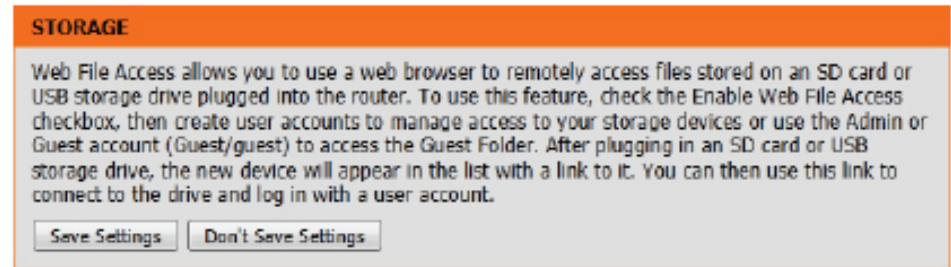 STORAGE
Web File Access allows you to use a web browser to remotely access files stored on an SD card or
USB storage drive plugged into the router. To use this feature, check the Enable Web File Access
checkbox, then create user accounts to manage access to your storage devices or use the Admin or
Guest account (Guest/guest) to access the Guest Folder. After plugging in an SD card or USB
storage drive, the new device will appear in the list with a link to it. You can then use this link to
connect to the drive and log in with a user account.
Save Settings Don't Save Settings